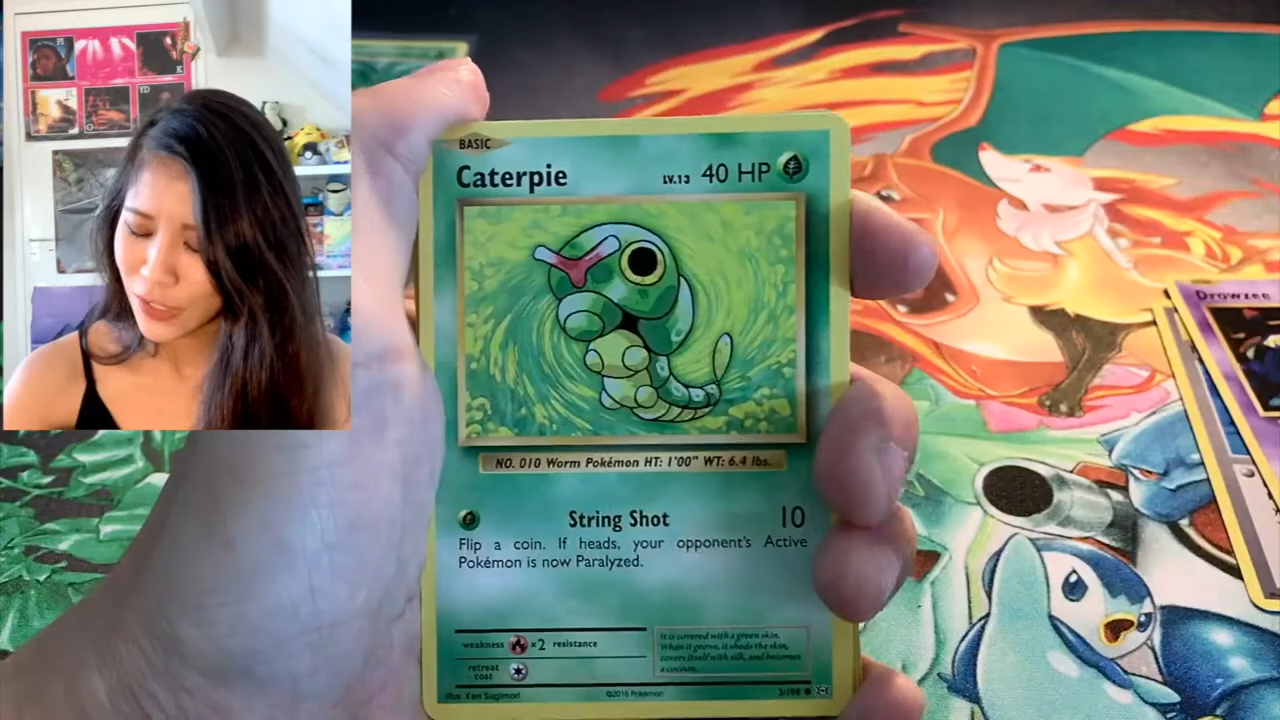 BASIC
Caterpie LV.13 40 HP
NO. 010 Worm Pokémon HT: 1'00" WT: 6.4 lbs.
String Shot 10
Flip a coin. If heads, your opponent's Active
Pokémon is now Paralyzed.
weakness ×2 resistance
retreat
cost
It is covered with a green skin.
When it grows, it sheds the skin,
covers itself with silk, and becomes
a cocoon.
Illus. Ken Sugimori ©2016 Pokémon 3/108
Drowzee
YD